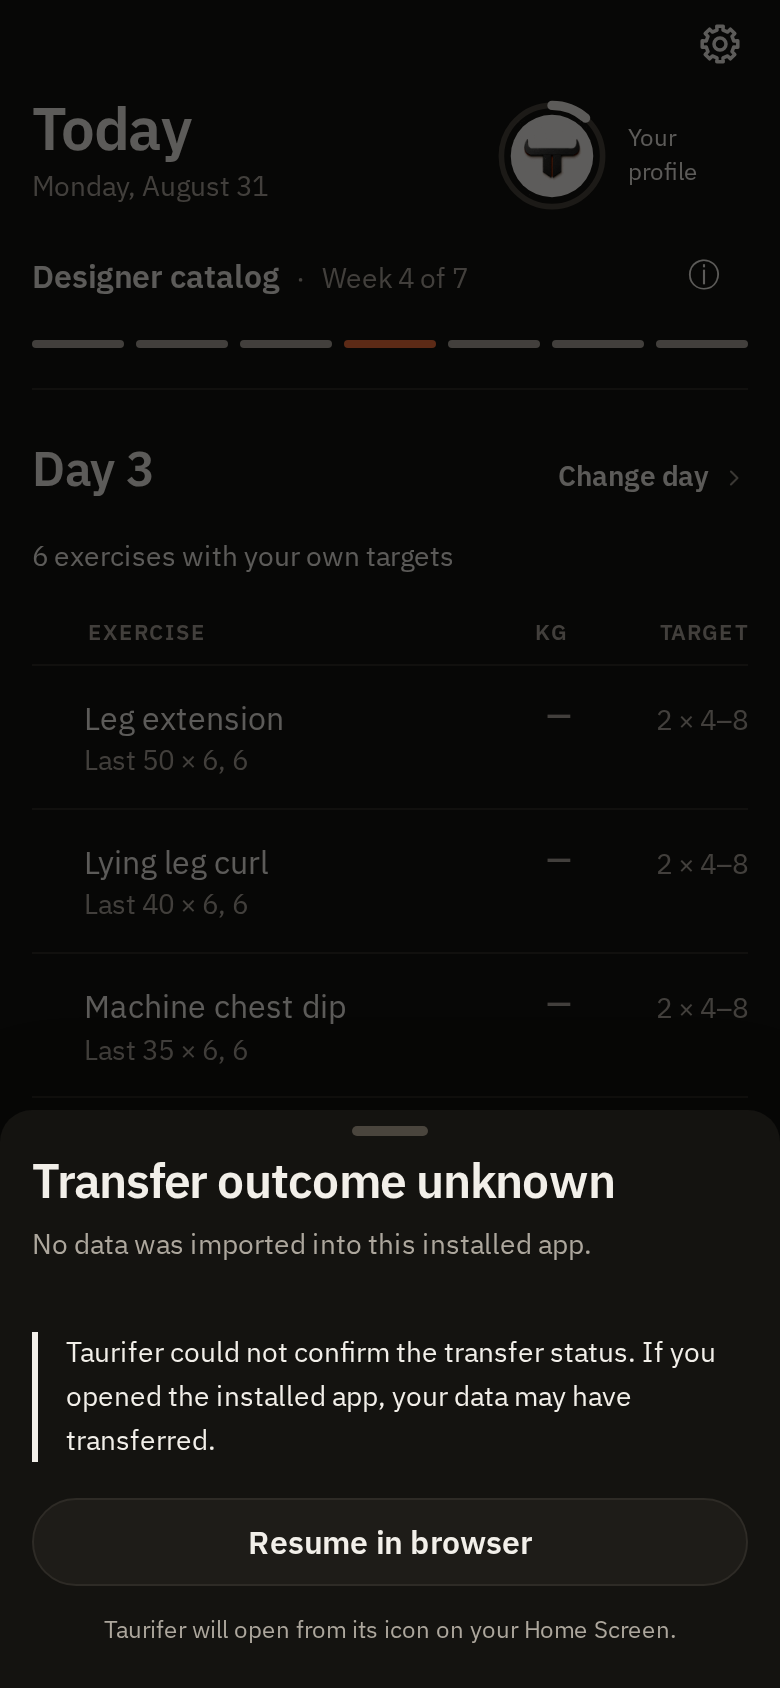 Today
Monday, August 31
Your
profile
Designer catalog · Week 4 of 7
Day 3
Change day
6 exercises with your own targets
EXERCISE KG TARGET
Leg extension — 2 × 4–8
Last 50 × 6, 6
Lying leg curl — 2 × 4–8
Last 40 × 6, 6
Machine chest dip — 2 × 4–8
Last 35 × 6, 6
Transfer outcome unknown
No data was imported into this installed app.
Taurifer could not confirm the transfer status. If you
opened the installed app, your data may have
transferred.
Resume in browser
Taurifer will open from its icon on your Home Screen.